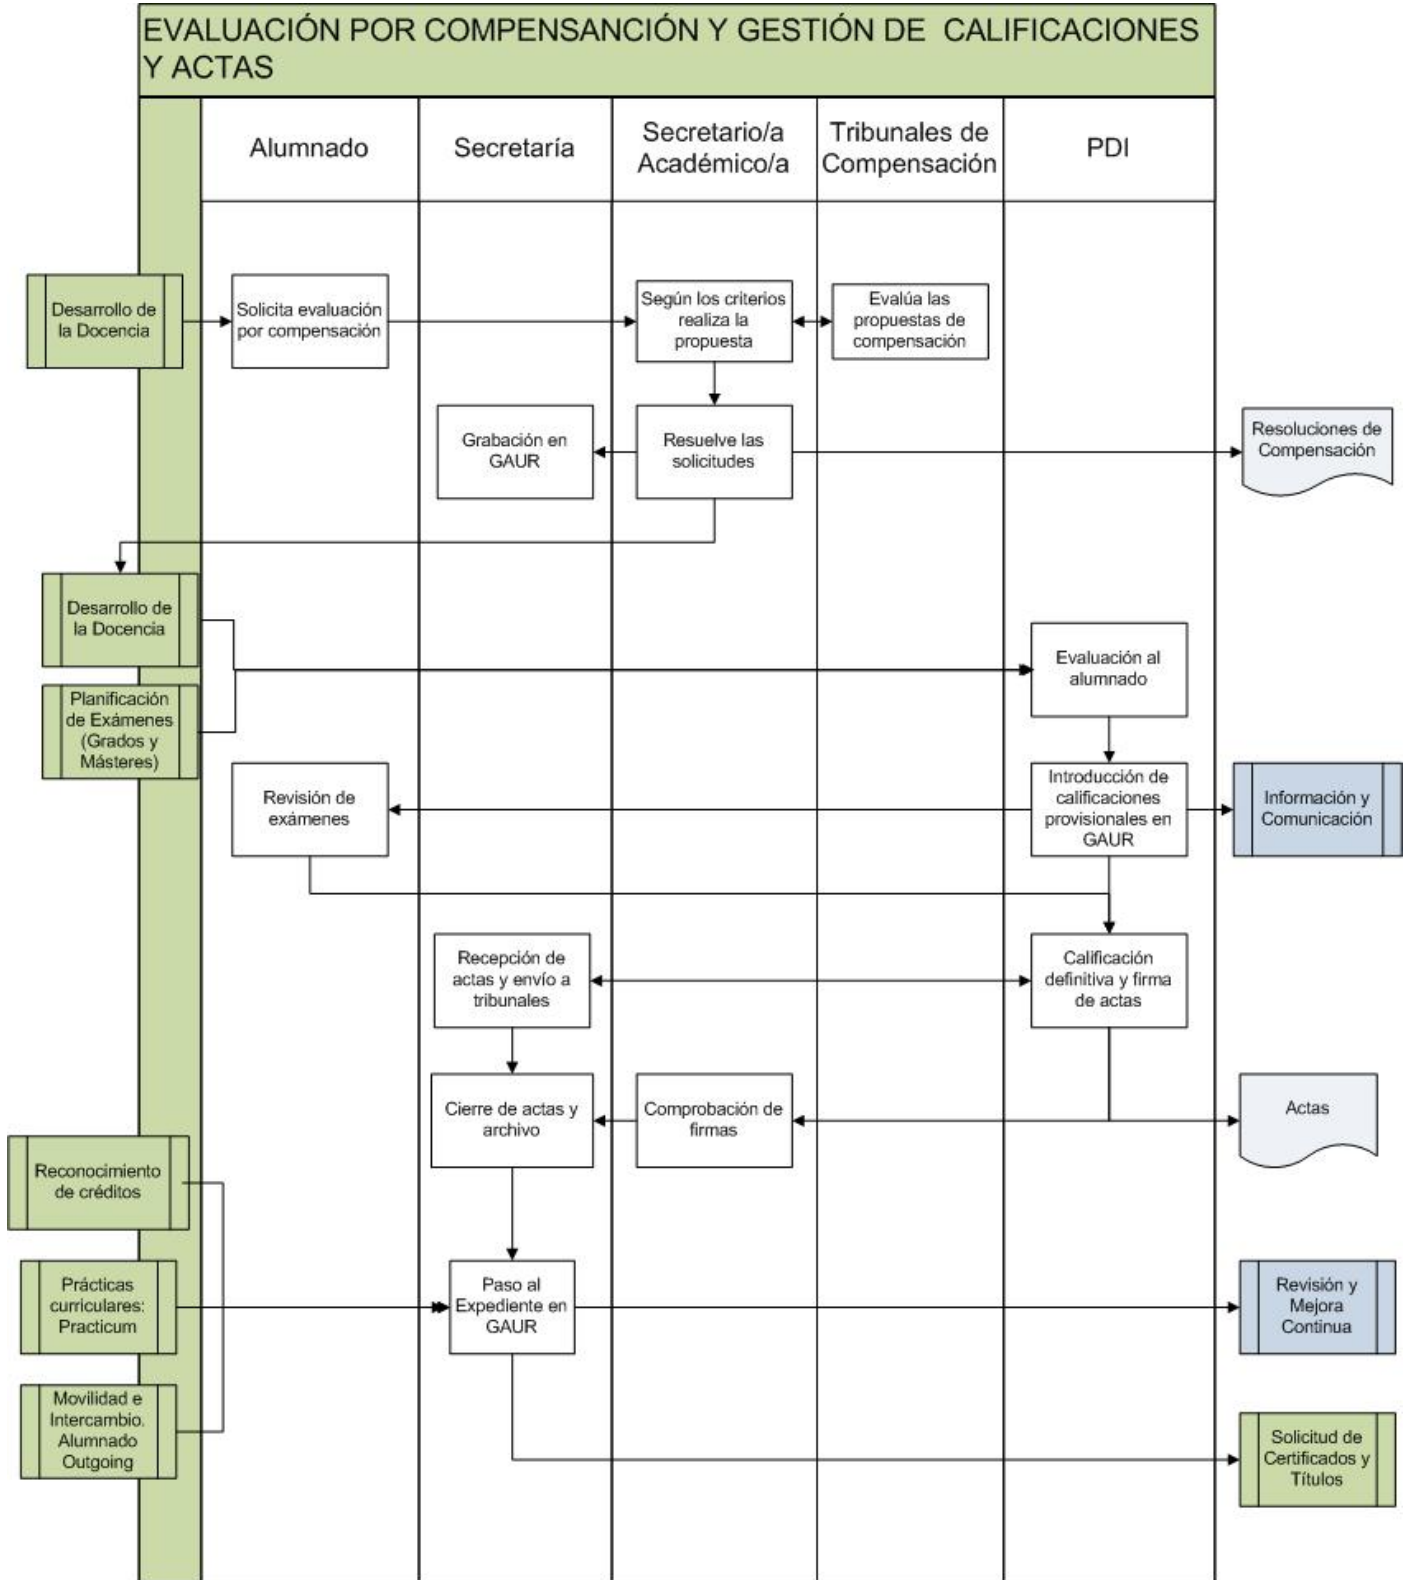 EVALUACIÓN POR COMPENSANCIÓN Y GESTIÓN DE CALIFICACIONES
Y ACTAS
Alumnado
Secretaría
Secretario/a
Académico/a
Tribunales de
Compensación
PDI
Desarrollo de
la Docencia
Solicita evaluación
por compensación
Según los criterios
realiza la
propuesta
Evalúa las
propuestas de
compensación
Grabación en
GAUR
Resuelve las
solicitudes
Resoluciones de
Compensación
Desarrollo de
la Docencia
Evaluación al
alumnado
Planificación
de Exámenes
(Grados y
Másteres)
Revisión de
exámenes
Introducción de
calificaciones
provisionales en
GAUR
Información y
Comunicación
Recepción de
actas y envío a
tribunales
Calificación
definitiva y firma
de actas
Cierre de actas y
archivo
Comprobación de
firmas
Actas
Reconocimiento
de créditos
Prácticas
curriculares:
Practicum
Paso al
Expediente en
GAUR
Revisión y
Mejora
Continua
Movilidad e
Intercambio.
Alumnado
Outgoing
Solicitud de
Certificados y
Títulos